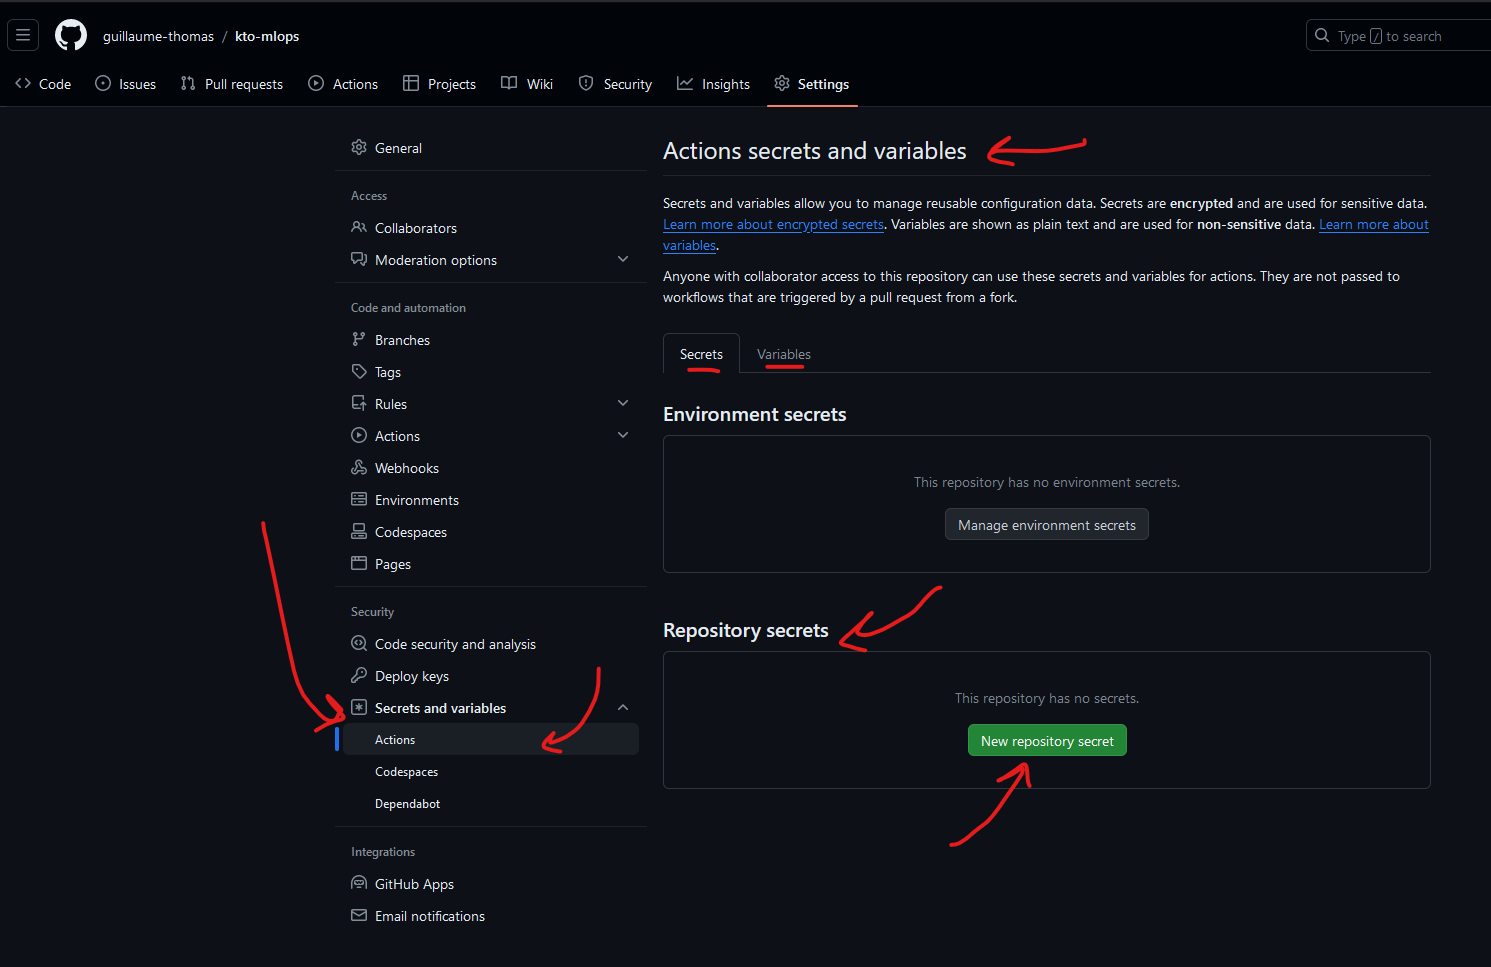 guillaume-thomas / kto-mlops
Type / to search
Code Issues Pull requests Actions Projects Wiki Security Insights Settings
General
Access
Collaborators
Moderation options
Code and automation
Branches
Tags
Rules
Actions
Webhooks
Environments
Codespaces
Pages
Security
Code security and analysis
Deploy keys
Secrets and variables
Actions
Codespaces
Dependabot
Integrations
GitHub Apps
Email notifications
Actions secrets and variables
Secrets and variables allow you to manage reusable configuration data. Secrets are encrypted and are used for sensitive data.
Learn more about encrypted secrets. Variables are shown as plain text and are used for non-sensitive data. Learn more about
variables.
Anyone with collaborator access to this repository can use these secrets and variables for actions. They are not passed to
workflows that are triggered by a pull request from a fork.
Secrets Variables
Environment secrets
This repository has no environment secrets.
Manage environment secrets
Repository secrets
This repository has no secrets.
New repository secret